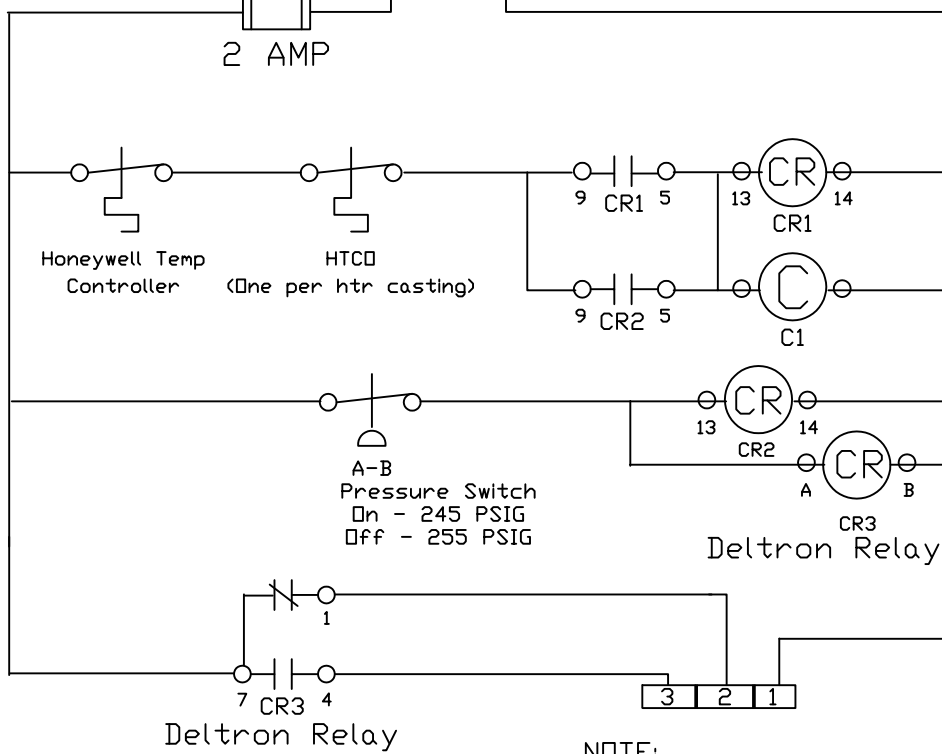 2 AMP
9 CR1 5
13 CR 14
CR1
Honeywell Temp
Controller
HTCO
(One per htr casting)
9 CR2 5
C
C1
13 CR 14
CR2
A CR B
CR3
Deltron Relay
A-B
Pressure Switch
On - 245 PSIG
Off - 255 PSIG
1
7 CR3 4
Deltron Relay
3 2 1
NOTE: